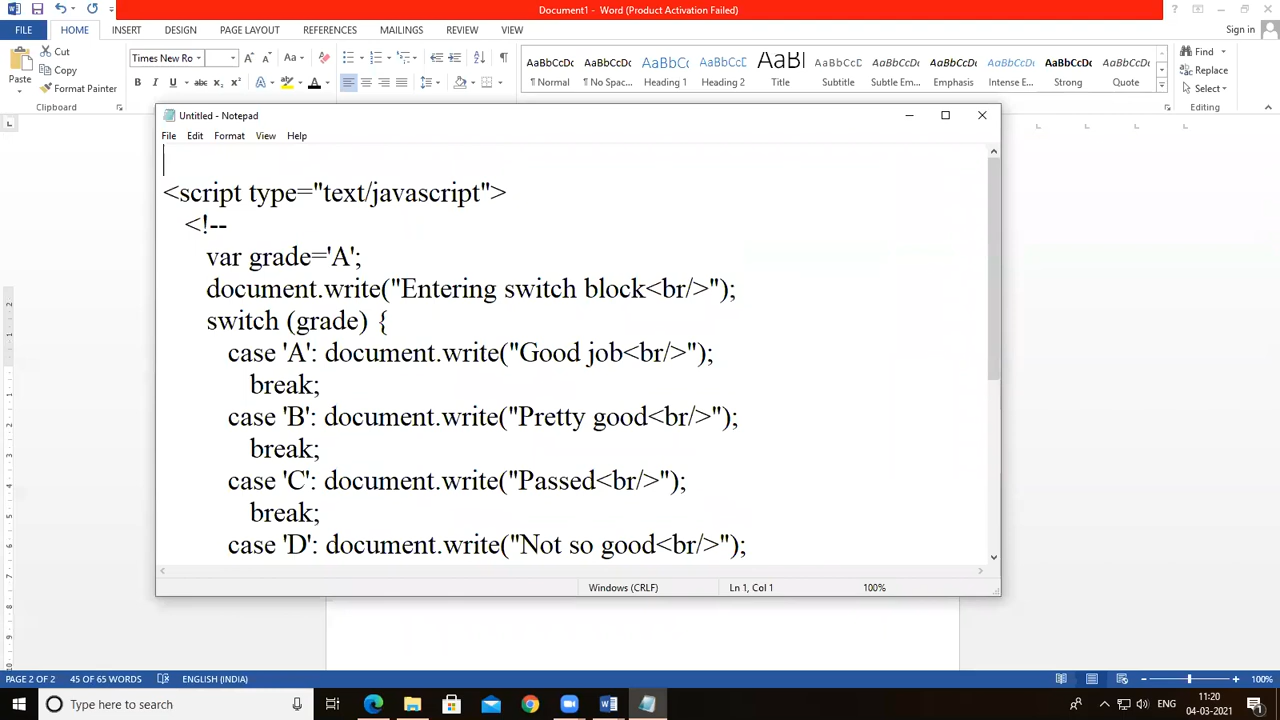 Document1 - Word (Product Activation Failed)
Sign in
FILE HOME INSERT DESIGN PAGE LAYOUT REFERENCES MAILINGS REVIEW VIEW
Cut
Copy
Format Painter
Paste
Clipboard
Times New Ro
AaBbCcDc AaBbCcDc AaBbCc AaBbCcC AaBl AaBbCcD AaBbCcDc AaBbCcDc AaBbCcDc AaBbCcDc AaBbCcDc
¶ Normal ¶ No Spac... Heading 1 Heading 2 Title Subtitle Subtle Em... Emphasis Intense E... Strong Quote
Find
Replace
Select
Editing
Untitled - Notepad
File Edit Format View Help
<script type="text/javascript">
<!--
var grade='A';
document.write("Entering switch block<br/>");
switch (grade) {
case 'A': document.write("Good job<br/>");
break;
case 'B': document.write("Pretty good<br/>");
break;
case 'C': document.write("Passed<br/>");
break;
case 'D': document.write("Not so good<br/>");
Windows (CRLF) Ln 1, Col 1 100%
PAGE 2 OF 2 45 OF 65 WORDS ENGLISH (INDIA) 100%
Type here to search
ENG
11:20
04-03-2021